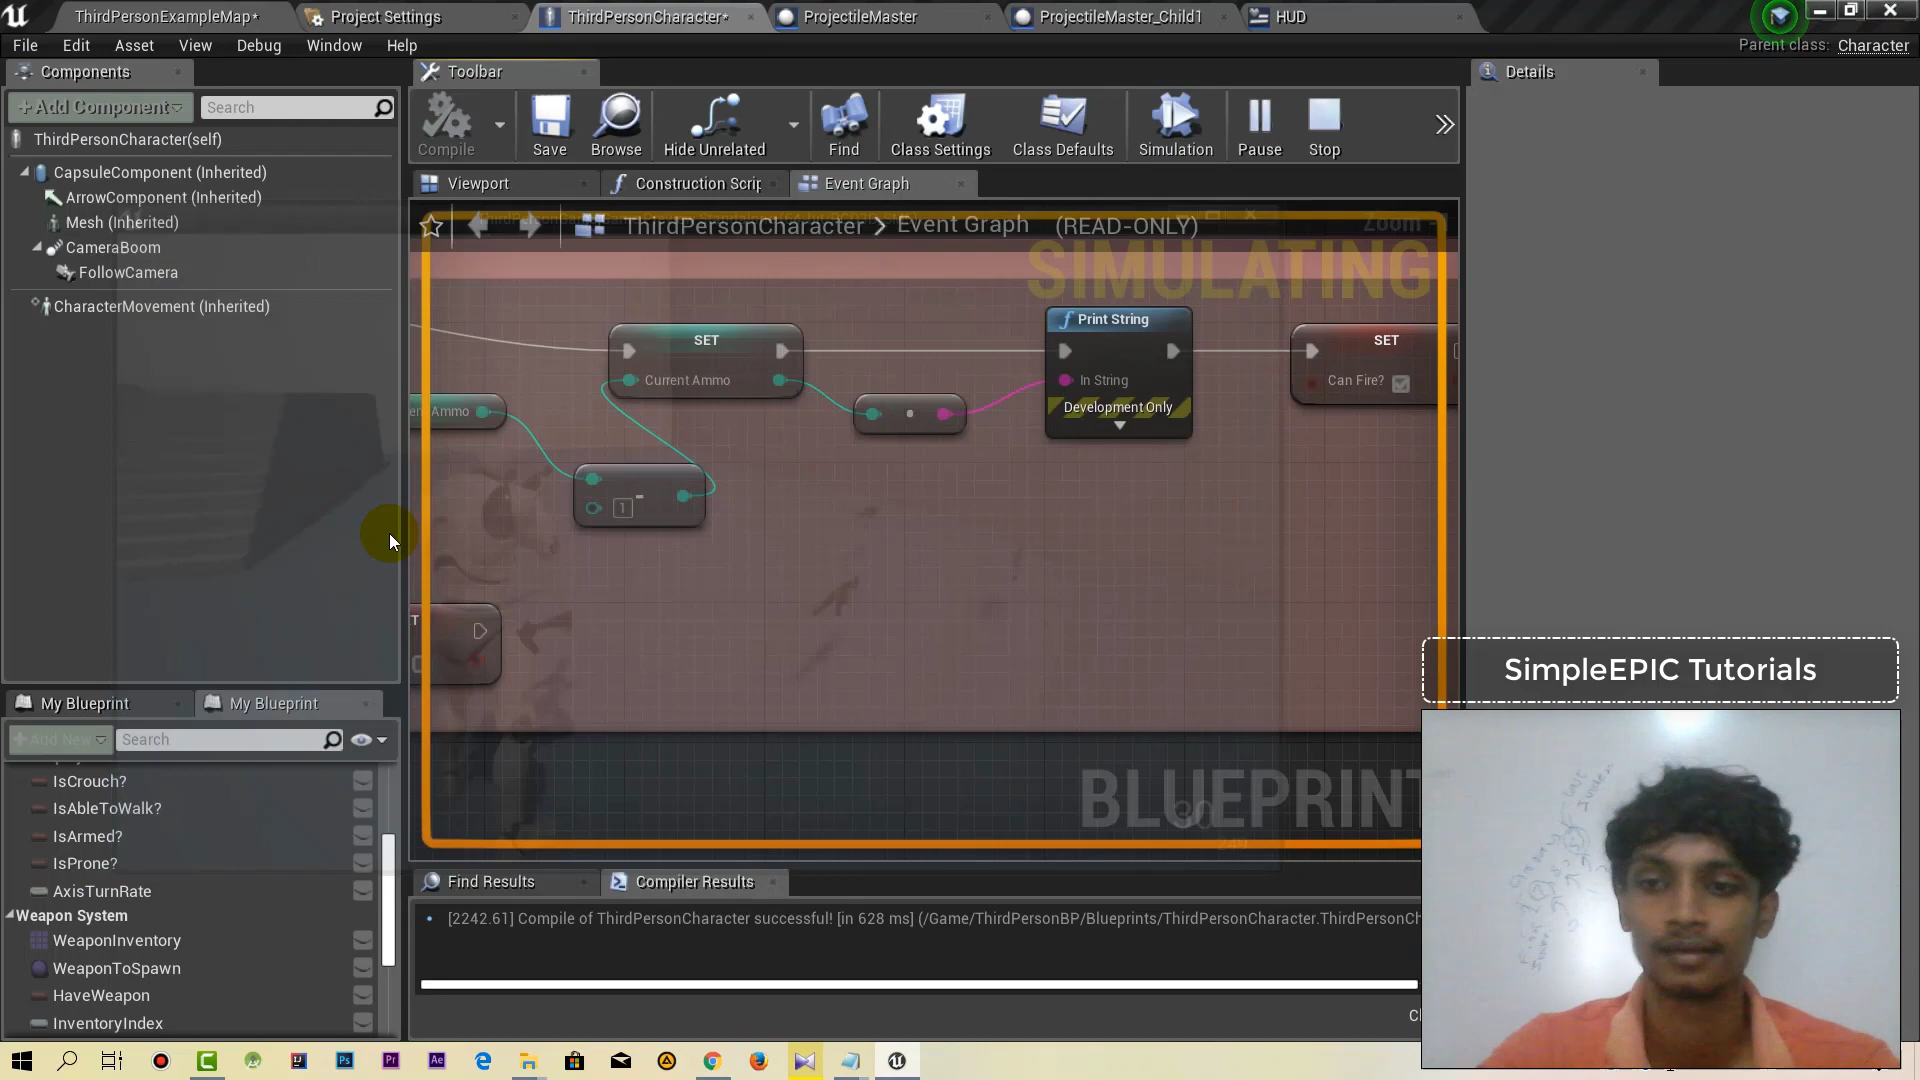 ThirdPersonExampleMap*
Project Settings
ThirdPersonCharacter*
ProjectileMaster
ProjectileMaster_Child1
HUD
File Edit Asset View Debug Window Help
Parent class: Character
Components
Toolbar
Details
+Add Component
Search
ThirdPersonCharacter(self)
CapsuleComponent (Inherited)
ArrowComponent (Inherited)
Mesh (Inherited)
CameraBoom
FollowCamera
CharacterMovement (Inherited)
Compile
Save
Browse
Hide Unrelated
Find
Class Settings
Class Defaults
Simulation
Pause
Stop
Viewport
Construction Scrip
Event Graph
ThirdPersonCharacter > Event Graph (READ-ONLY)
Zoom -
SIMULATING
SET
Current Ammo
Print String
In String
Development Only
SET
Can Fire?
Ammo
1
BLUEPRINT
30
249
SimpleEPIC Tutorials
My Blueprint
My Blueprint
+Add New
Search
IsCrouch?
IsAbleToWalk?
IsArmed?
IsProne?
AxisTurnRate
Weapon System
WeaponInventory
WeaponToSpawn
HaveWeapon
InventoryIndex
Find Results
Compiler Results
[2242.61] Compile of ThirdPersonCharacter successful! [in 628 ms] (/Game/ThirdPersonBP/Blueprints/ThirdPersonCharacter.ThirdPersonCh